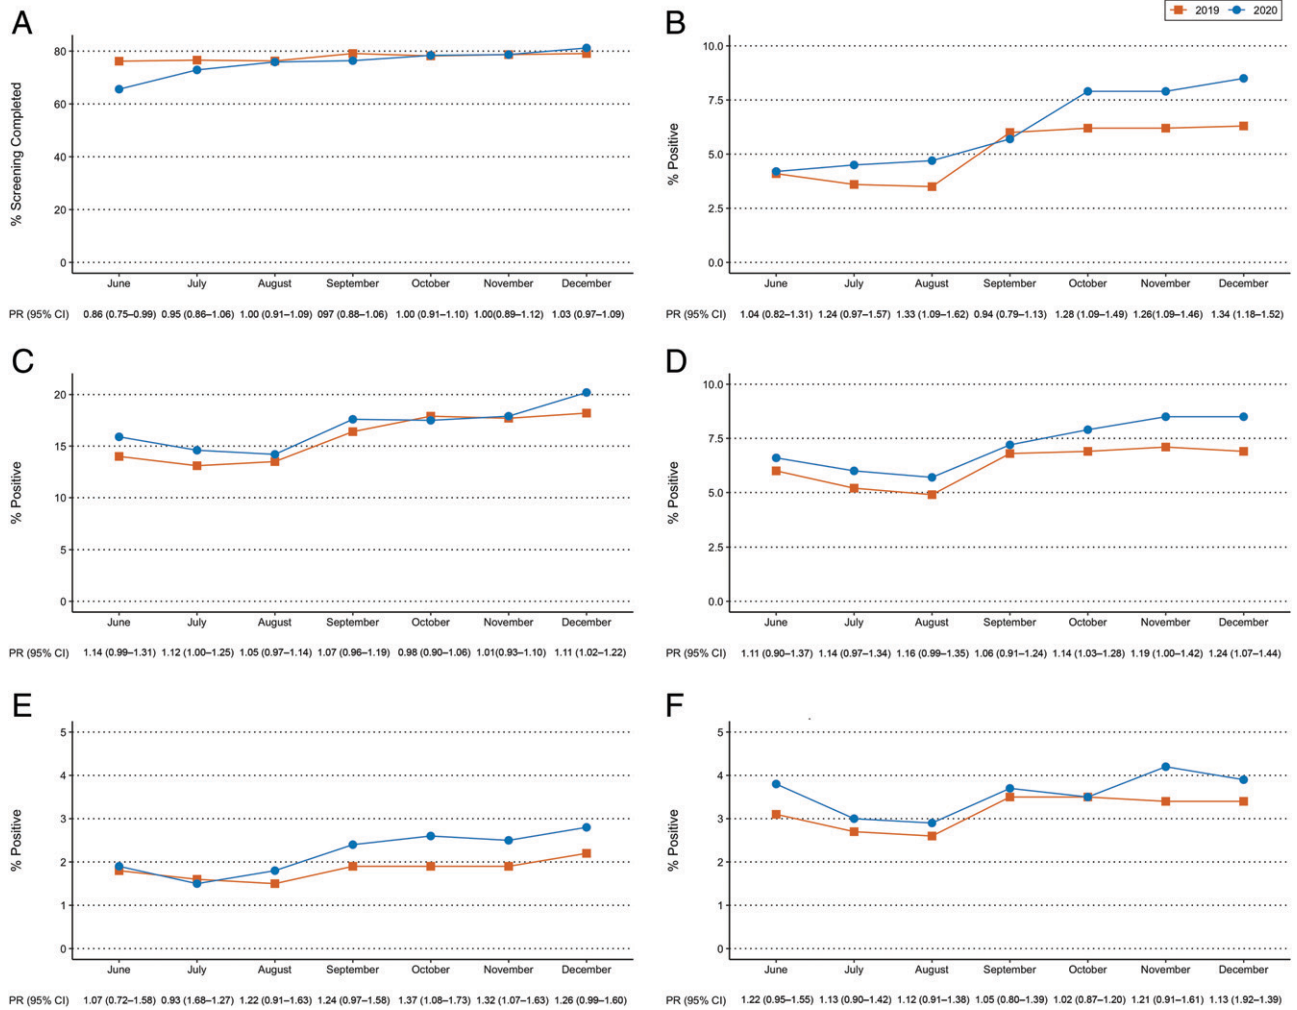 2019 2020
A
% Screening Completed
80
60
40
20
0
June July August September October November December
PR (95% CI) 0.86 (0.75–0.99) 0.95 (0.86–1.06) 1.00 (0.91–1.09) 097 (0.88–1.06) 1.00 (0.91–1.10) 1.00(0.89–1.12) 1.03 (0.97–1.09)
B
% Positive
10.0
7.5
5.0
2.5
0.0
June July August September October November December
PR (95% CI) 1.04 (0.82–1.31) 1.24 (0.97–1.57) 1.33 (1.09–1.62) 0.94 (0.79–1.13) 1.28 (1.09–1.49) 1.26(1.09–1.46) 1.34 (1.18–1.52)
C
% Positive
20
15
10
5
0
June July August September October November December
PR (95% CI) 1.14 (0.99–1.31) 1.12 (1.00–1.25) 1.05 (0.97–1.14) 1.07 (0.96–1.19) 0.98 (0.90–1.06) 1.01(0.93–1.10) 1.11 (1.02–1.22)
D
% Positive
10.0
7.5
5.0
2.5
0.0
June July August September October November December
PR (95% CI) 1.11 (0.90–1.37) 1.14 (0.97–1.34) 1.16 (0.99–1.35) 1.06 (0.91–1.24) 1.14 (1.03–1.28) 1.19 (1.00–1.42) 1.24 (1.07–1.44)
E
% Positive
5
4
3
2
1
0
June July August September October November December
PR (95% CI) 1.07 (0.72–1.58) 0.93 (1.68–1.27) 1.22 (0.91–1.63) 1.24 (0.97–1.58) 1.37 (1.08–1.73) 1.32 (1.07–1.63) 1.26 (0.99–1.60)
F
% Positive
5
4
3
2
1
0
June July August September October November December
PR (95% CI) 1.22 (0.95–1.55) 1.13 (0.90–1.42) 1.12 (0.91–1.38) 1.05 (0.80–1.39) 1.02 (0.87–1.20) 1.21 (0.91–1.61) 1.13 (1.92–1.39)